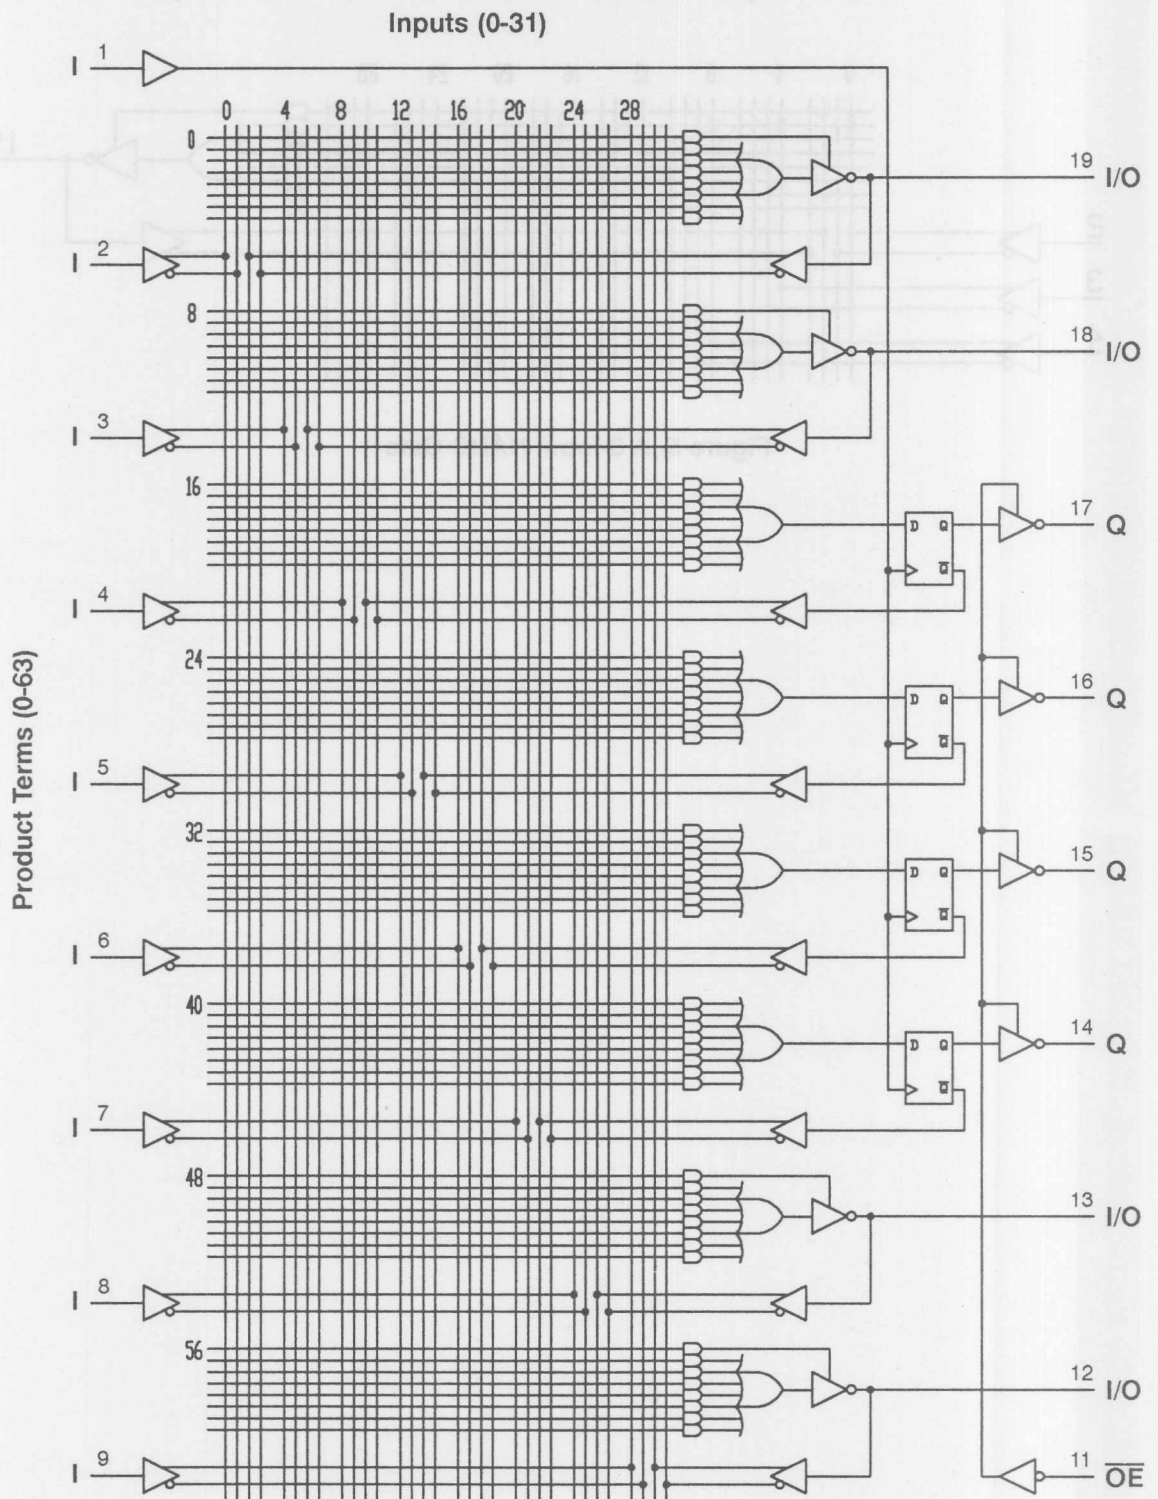 Inputs (0-31)
I 1
0 4 8 12 16 20 24 28
0
19 I/O
I 2
8
18 I/O
I 3
16
17 Q
D Q
Q̅
I 4
24
16 Q
D Q
Q̅
I 5
Product Terms (0-63)
32
15 Q
D Q
Q̅
I 6
40
14 Q
D Q
Q̅
I 7
48
13 I/O
I 8
56
12 I/O
I 9
11 O̅E̅